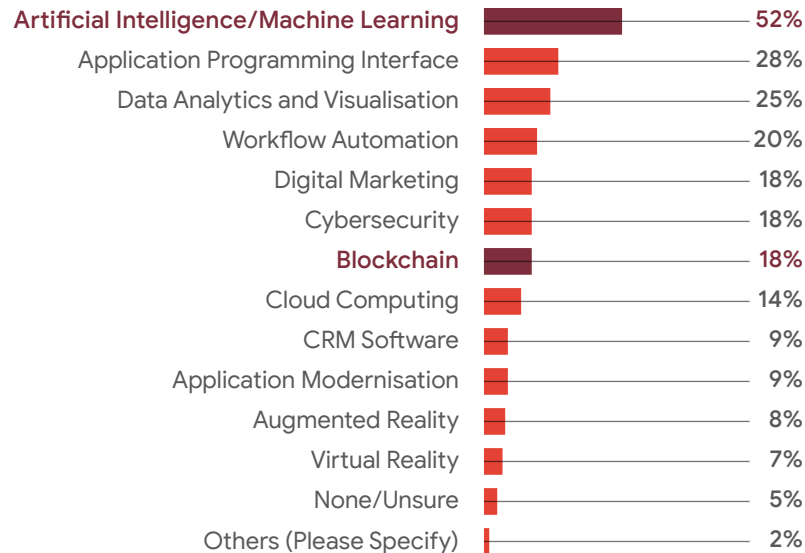 Artificial Intelligence/Machine Learning 52%
Application Programming Interface 28%
Data Analytics and Visualisation 25%
Workflow Automation 20%
Digital Marketing 18%
Cybersecurity 18%
Blockchain 18%
Cloud Computing 14%
CRM Software 9%
Application Modernisation 9%
Augmented Reality 8%
Virtual Reality 7%
None/Unsure 5%
Others (Please Specify) 2%